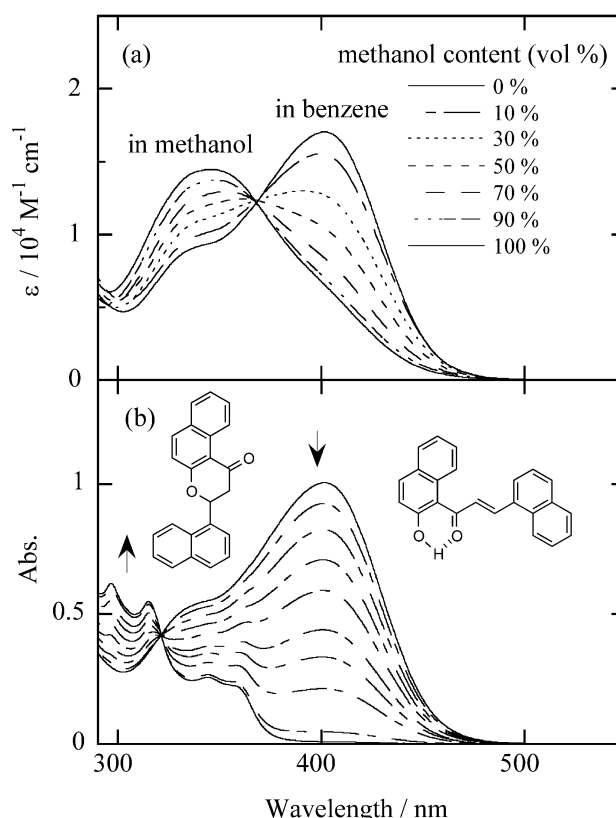 (a)
methanol content (vol %)
in benzene
in methanol
0 %
10 %
30 %
50 %
70 %
90 %
100 %
2
1
0
ε / 10⁴ M⁻¹ cm⁻¹
(b)
O
O
O
H
O
1
0.5
0
Abs.
300
400
500
Wavelength / nm